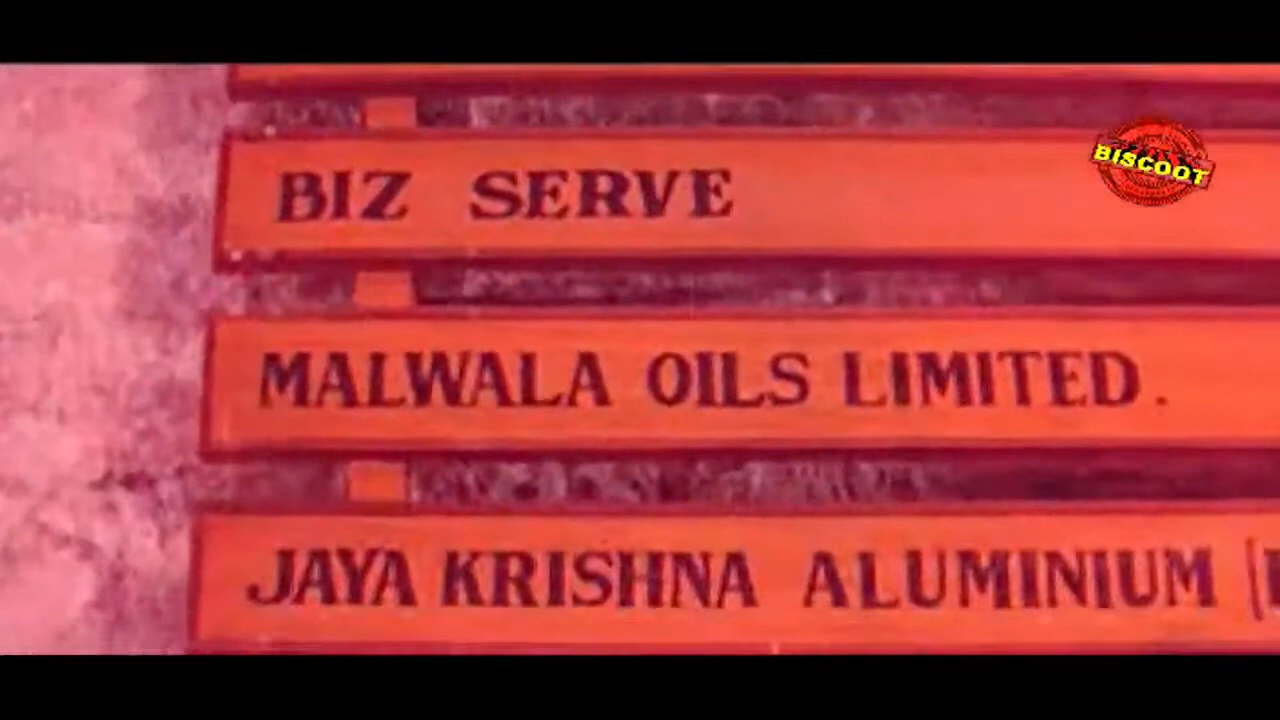 BISCOOT
BIZ SERVE
MALWALA OILS LIMITED.
JAYA KRISHNA ALUMINIUM